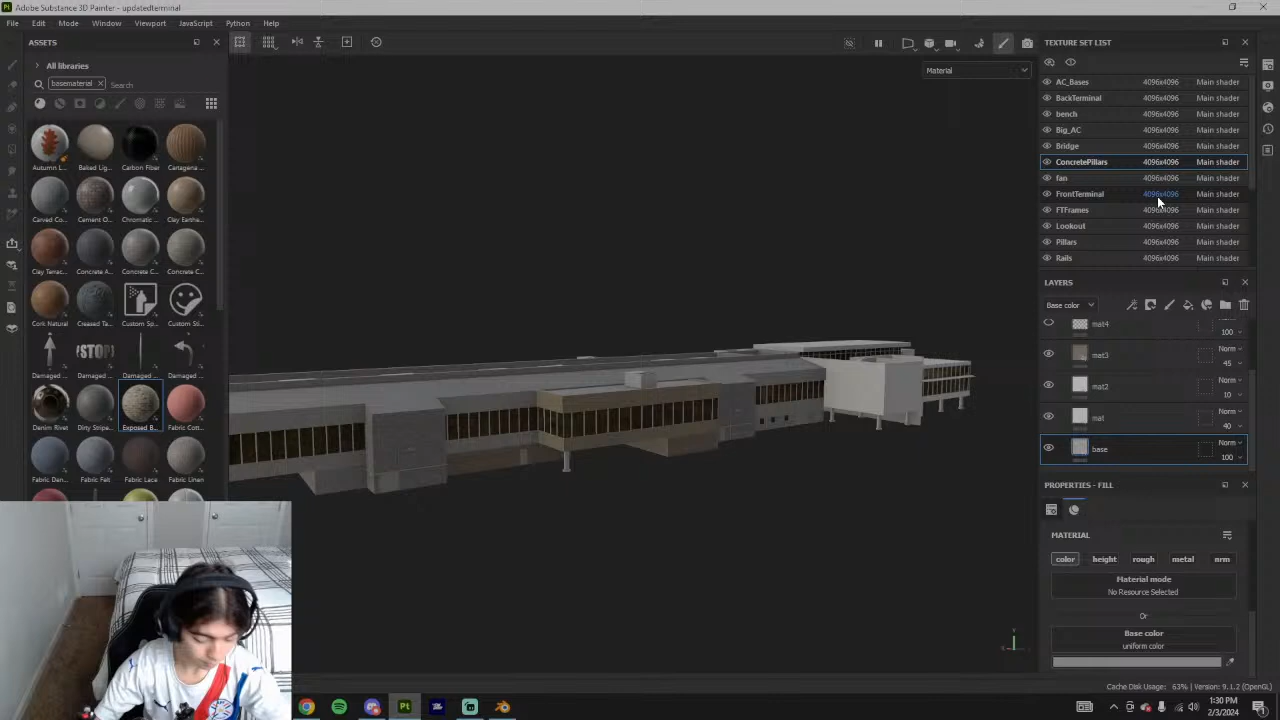 Adobe Substance 3D Painter - updatedterminal
File Edit Mode Window Viewport JavaScript Python Help
ASSETS
All libraries
basematerial Search
Autumn L... Baked Lig... Carbon Fiber Cartagena...
Carved Co... Cement O... Chromatic ... Clay Earthe...
Clay Terrac... Concrete A... Concrete C... Concrete C...
Cork Natural Creased Ta... Custom Sp... Custom Sti...
Damaged ... Damaged ... Damaged ... Damaged ...
Denim Rivet Dirty Stripe... Exposed B... Fabric Cott...
Fabric Dan... Fabric Felt Fabric Lace Fabric Linen
Material
TEXTURE SET LIST
AC_Bases 4096x4096 Main shader
BackTerminal 4096x4096 Main shader
bench 4096x4096 Main shader
Big_AC 4096x4096 Main shader
Bridge 4096x4096 Main shader
ConcretePillars 4096x4096 Main shader
fan 4096x4096 Main shader
FrontTerminal 4096x4096 Main shader
FTFrames 4096x4096 Main shader
Lookout 4096x4096 Main shader
Pillars 4096x4096 Main shader
Rails 4096x4096 Main shader
LAYERS
Base color
mat4 100
mat3 Norm 45
mat2 Norm 10
mat Norm 40
base Norm 100
PROPERTIES - FILL
MATERIAL
color height rough metal nrm
Material mode
No Resource Selected
Or
Base color
uniform color
Cache Disk Usage: 63% | Version: 9.1.2 (OpenGL)
1:30 PM
2/3/2024